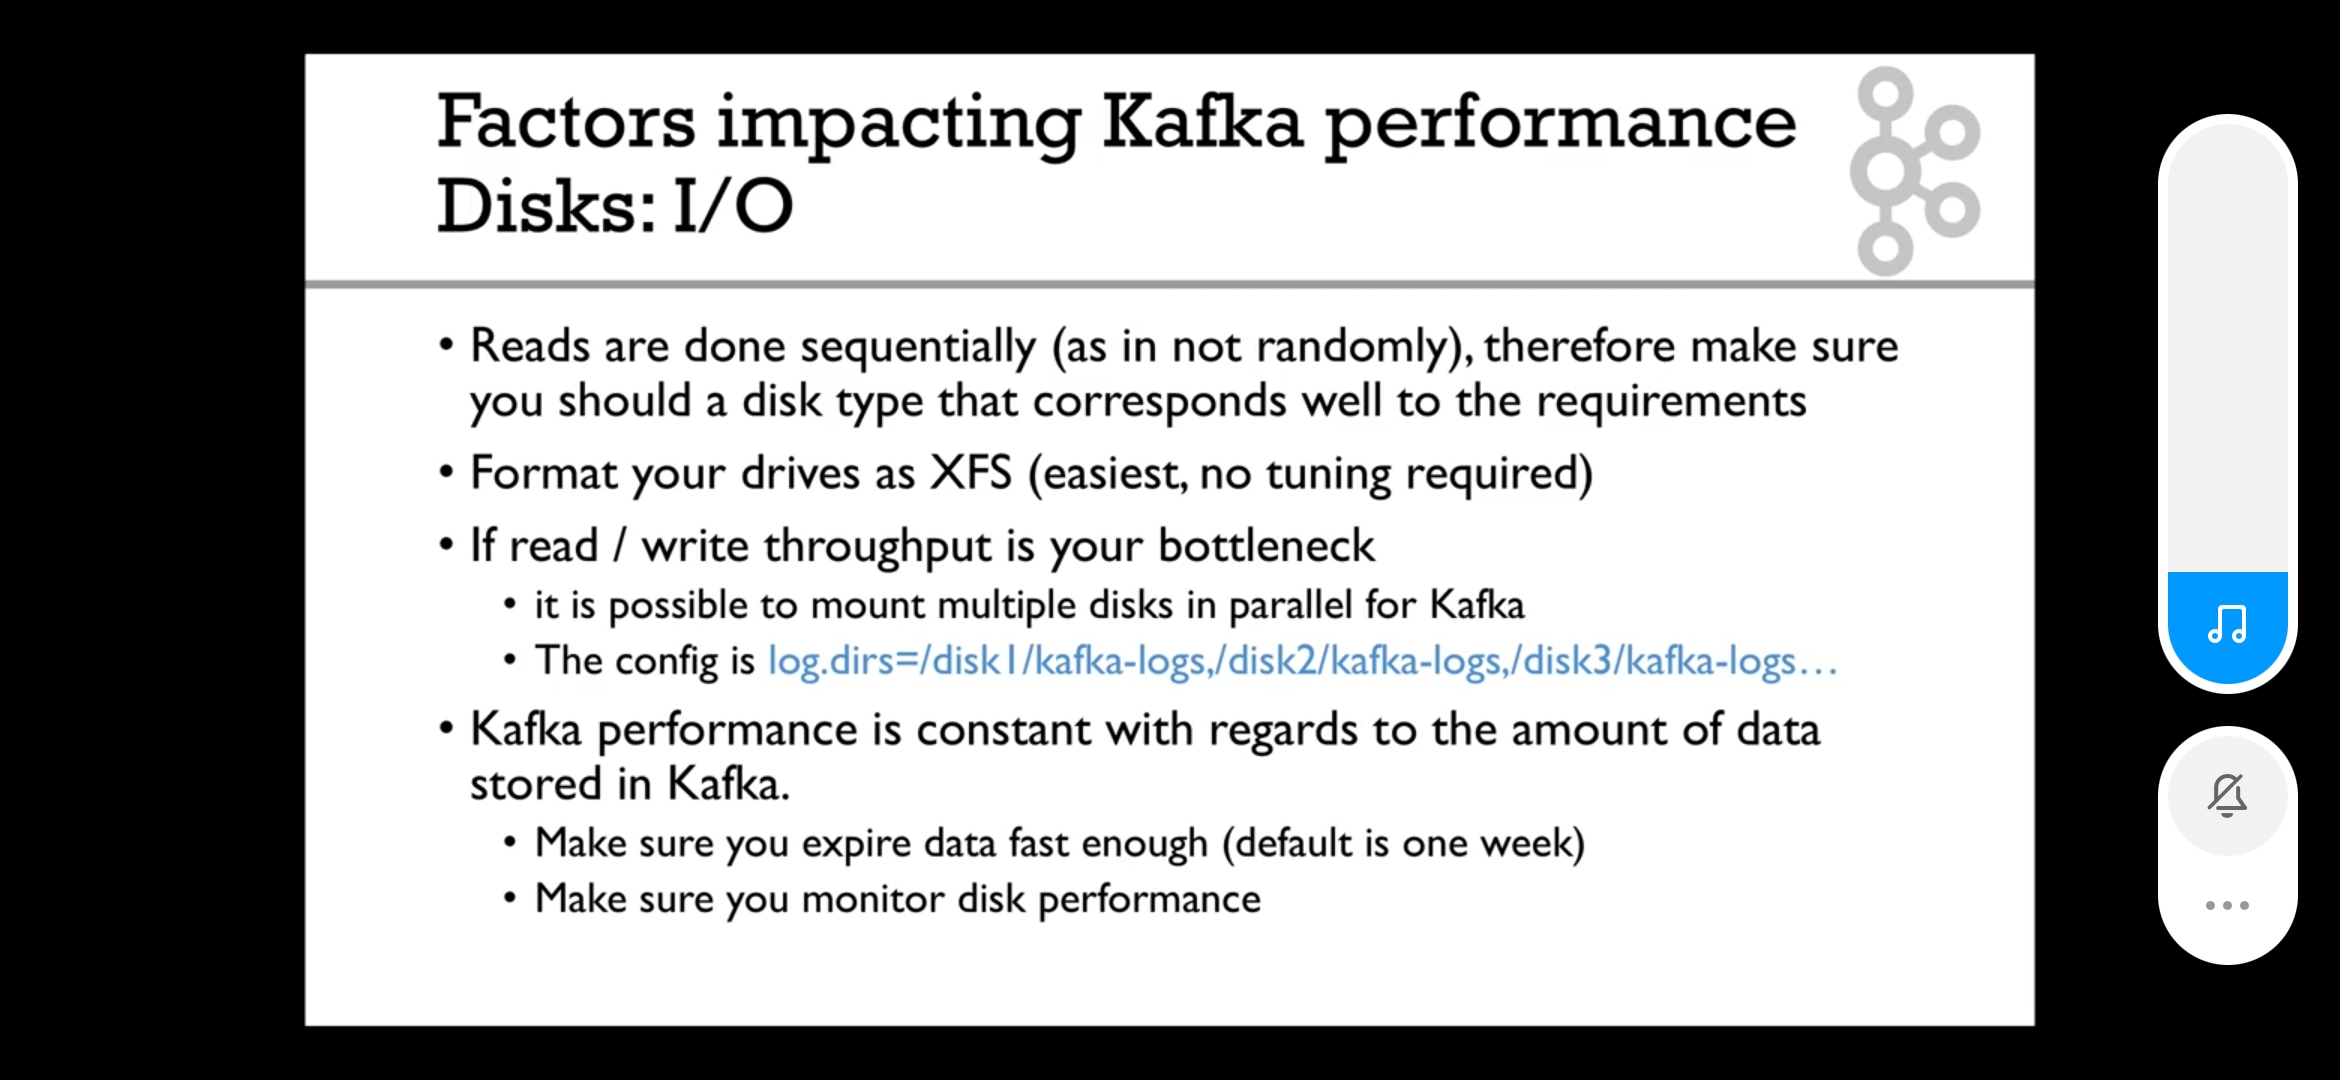 Factors impacting Kafka performance
Disks: I/O
• Reads are done sequentially (as in not randomly), therefore make sure
you should a disk type that corresponds well to the requirements
• Format your drives as XFS (easiest, no tuning required)
• If read / write throughput is your bottleneck
• it is possible to mount multiple disks in parallel for Kafka
• The config is log.dirs=/disk1/kafka-logs,/disk2/kafka-logs,/disk3/kafka-logs…
• Kafka performance is constant with regards to the amount of data
stored in Kafka.
• Make sure you expire data fast enough (default is one week)
• Make sure you monitor disk performance